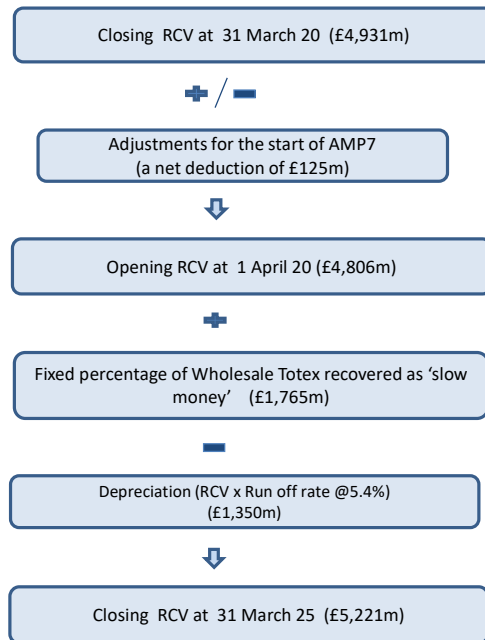 Closing RCV at 31 March 20 (£4,931m)
+ / −
Adjustments for the start of AMP7
(a net deduction of £125m)
Opening RCV at 1 April 20 (£4,806m)
+
Fixed percentage of Wholesale Totex recovered as ‘slow
money’ (£1,765m)
−
Depreciation (RCV x Run off rate @5.4%)
(£1,350m)
Closing RCV at 31 March 25 (£5,221m)